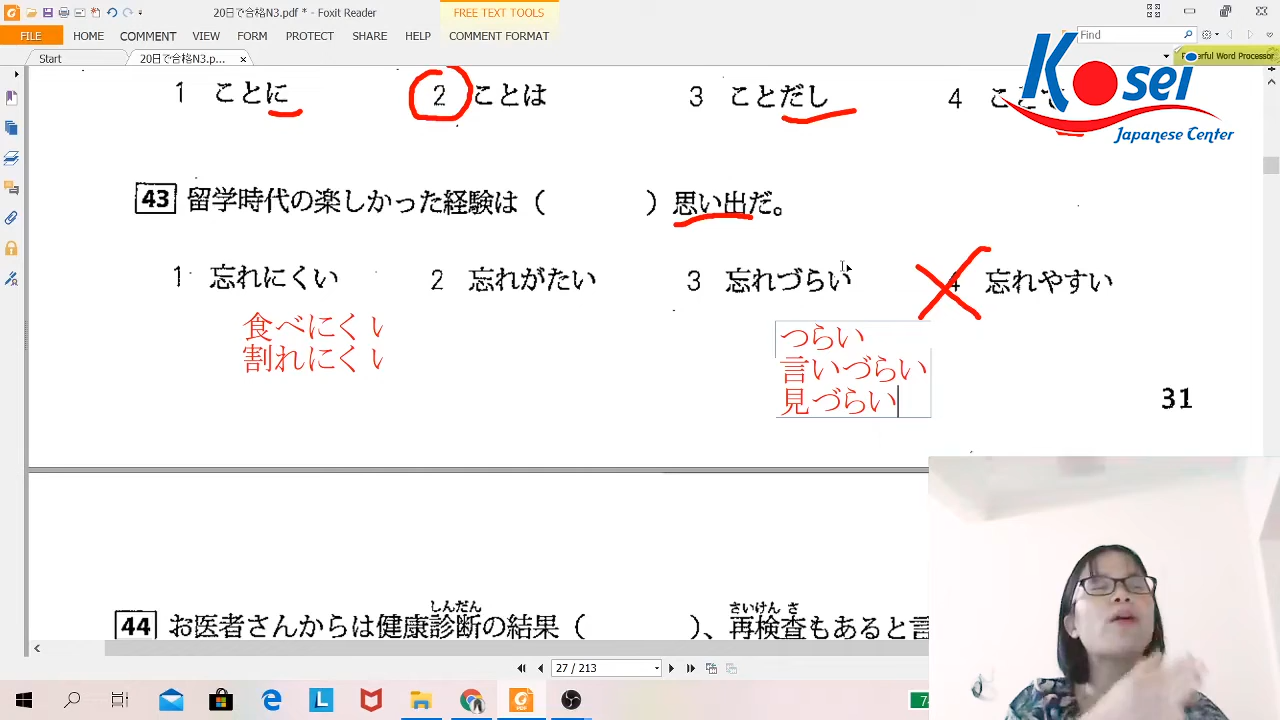 20日で合格N3.pdf * - Foxit Reader
FREE TEXT TOOLS
FILE HOME COMMENT VIEW FORM PROTECT SHARE HELP COMMENT FORMAT
Find
Start 20日で合格N3.p...
erful Word Processor
Kosei
Japanese Center
1 ことに 2 ことは 3 ことだし 4
43 留学時代の楽しかった経験は（ ）思い出だ。
1 忘れにくい 2 忘れがたい 3 忘れづらい 4 忘れやすい
食べにくい
割れにくい
つらい
言いづらい
見づらい
31
しんだん さいけんさ
44 お医者さんからは健康診断の結果（ ）、再検査もあると言
27 / 213